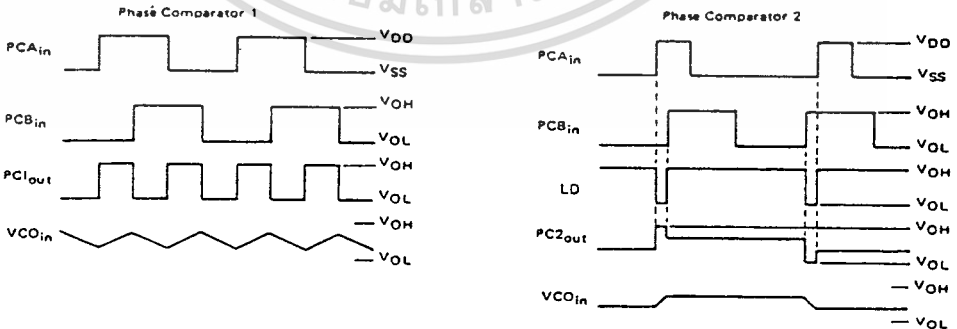 Phase Comparator 1
PCAin
VDD
VSS
PCBin
VOH
VOL
PC1out
VOH
VOL
VCOin
VOH
VOL
Phase Comparator 2
PCAin
VDD
VSS
PCBin
VOH
VOL
LD
VOH
VOL
PC2out
VOH
VOL
VCOin
VOH
VOL